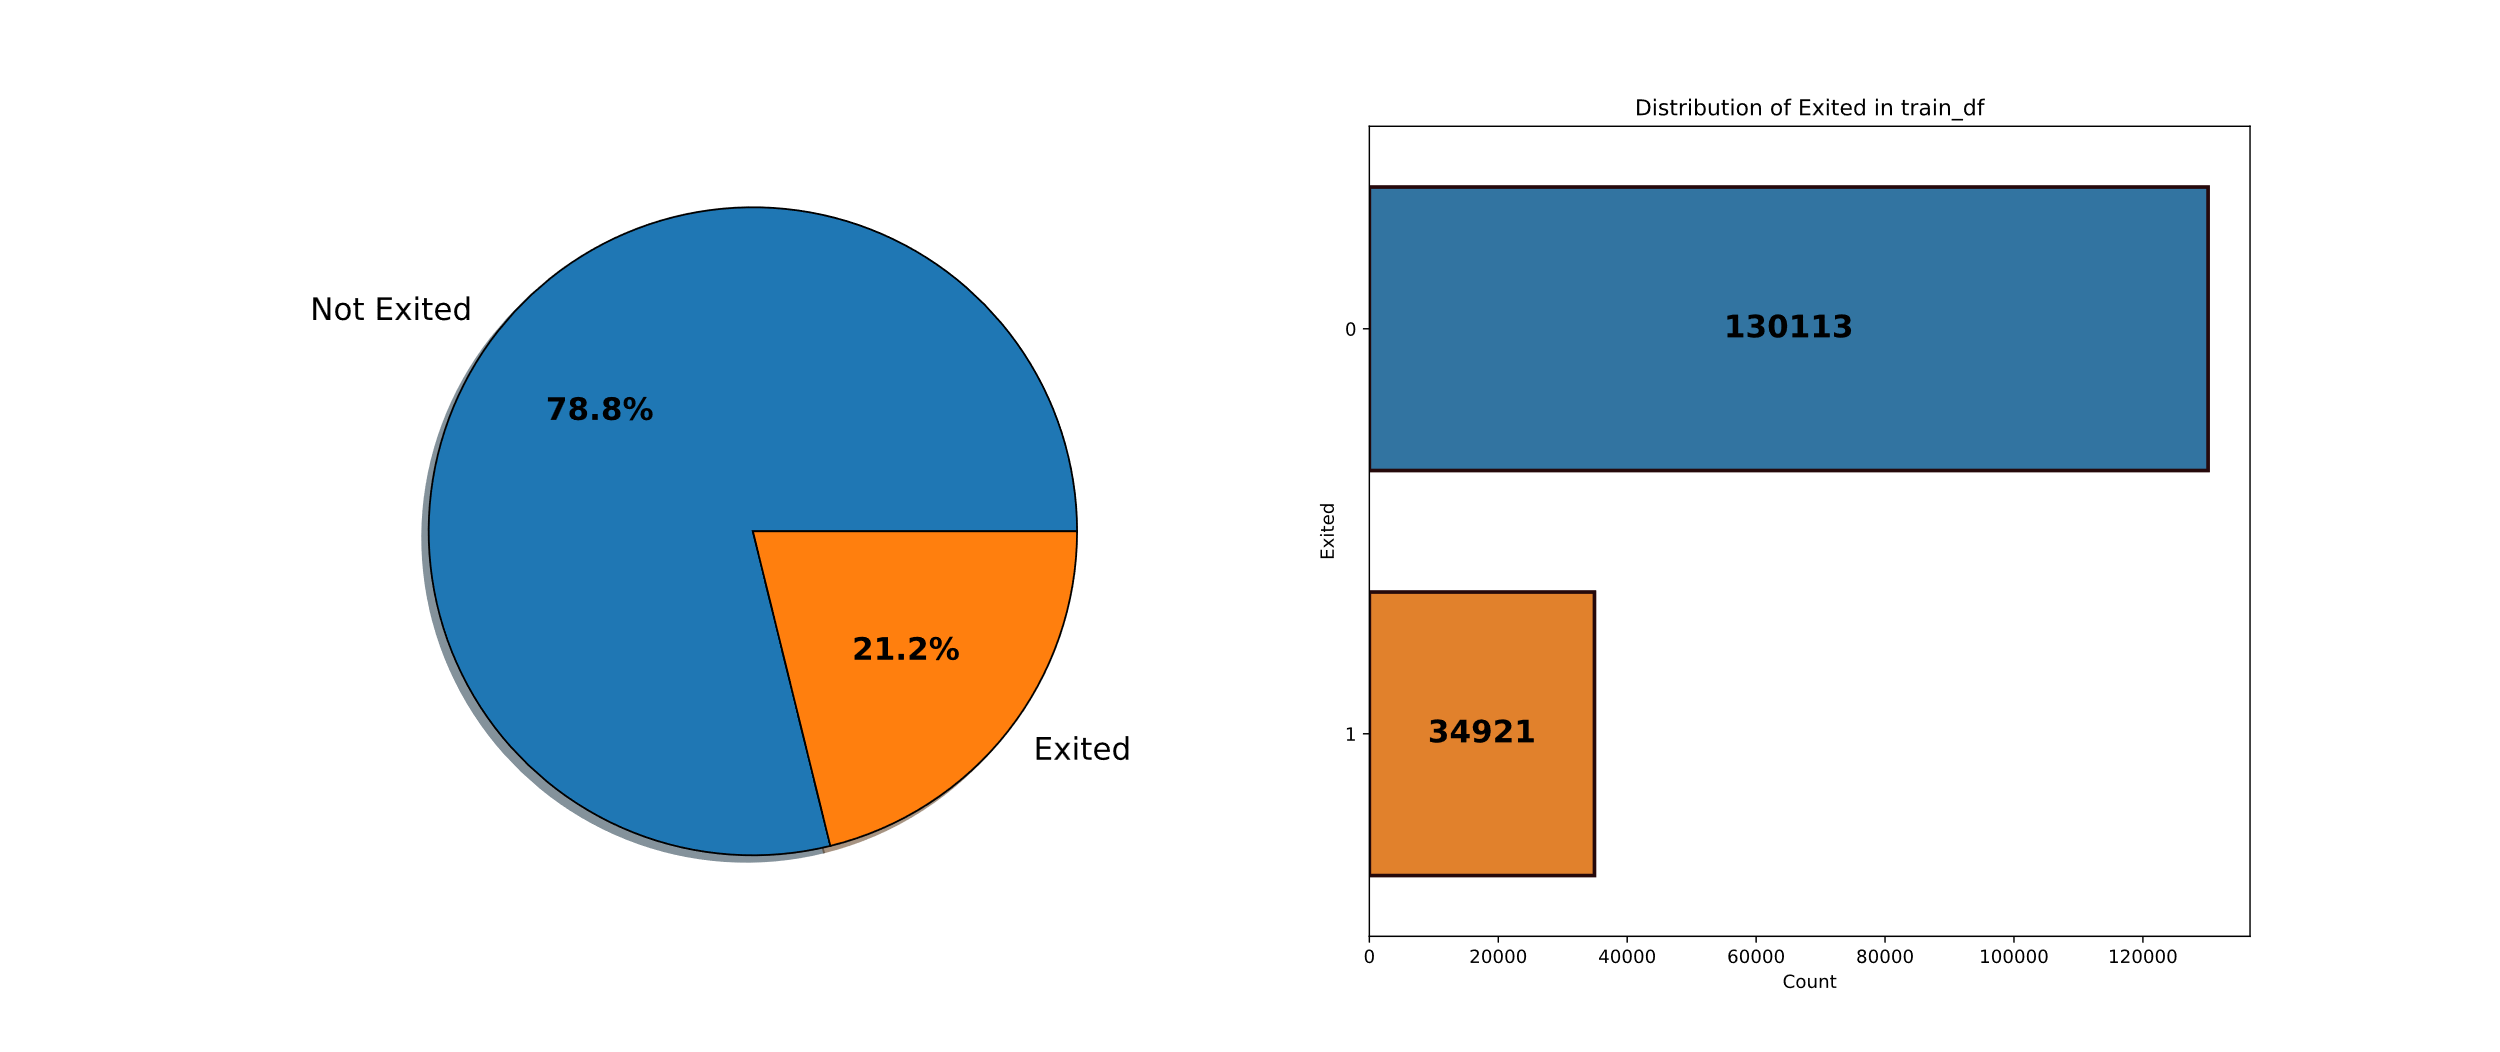 Not Exited
78.8%
21.2%
Exited
Distribution of Exited in train_df
Exited
0
130113
1
34921
0 20000 40000 60000 80000 100000 120000
Count